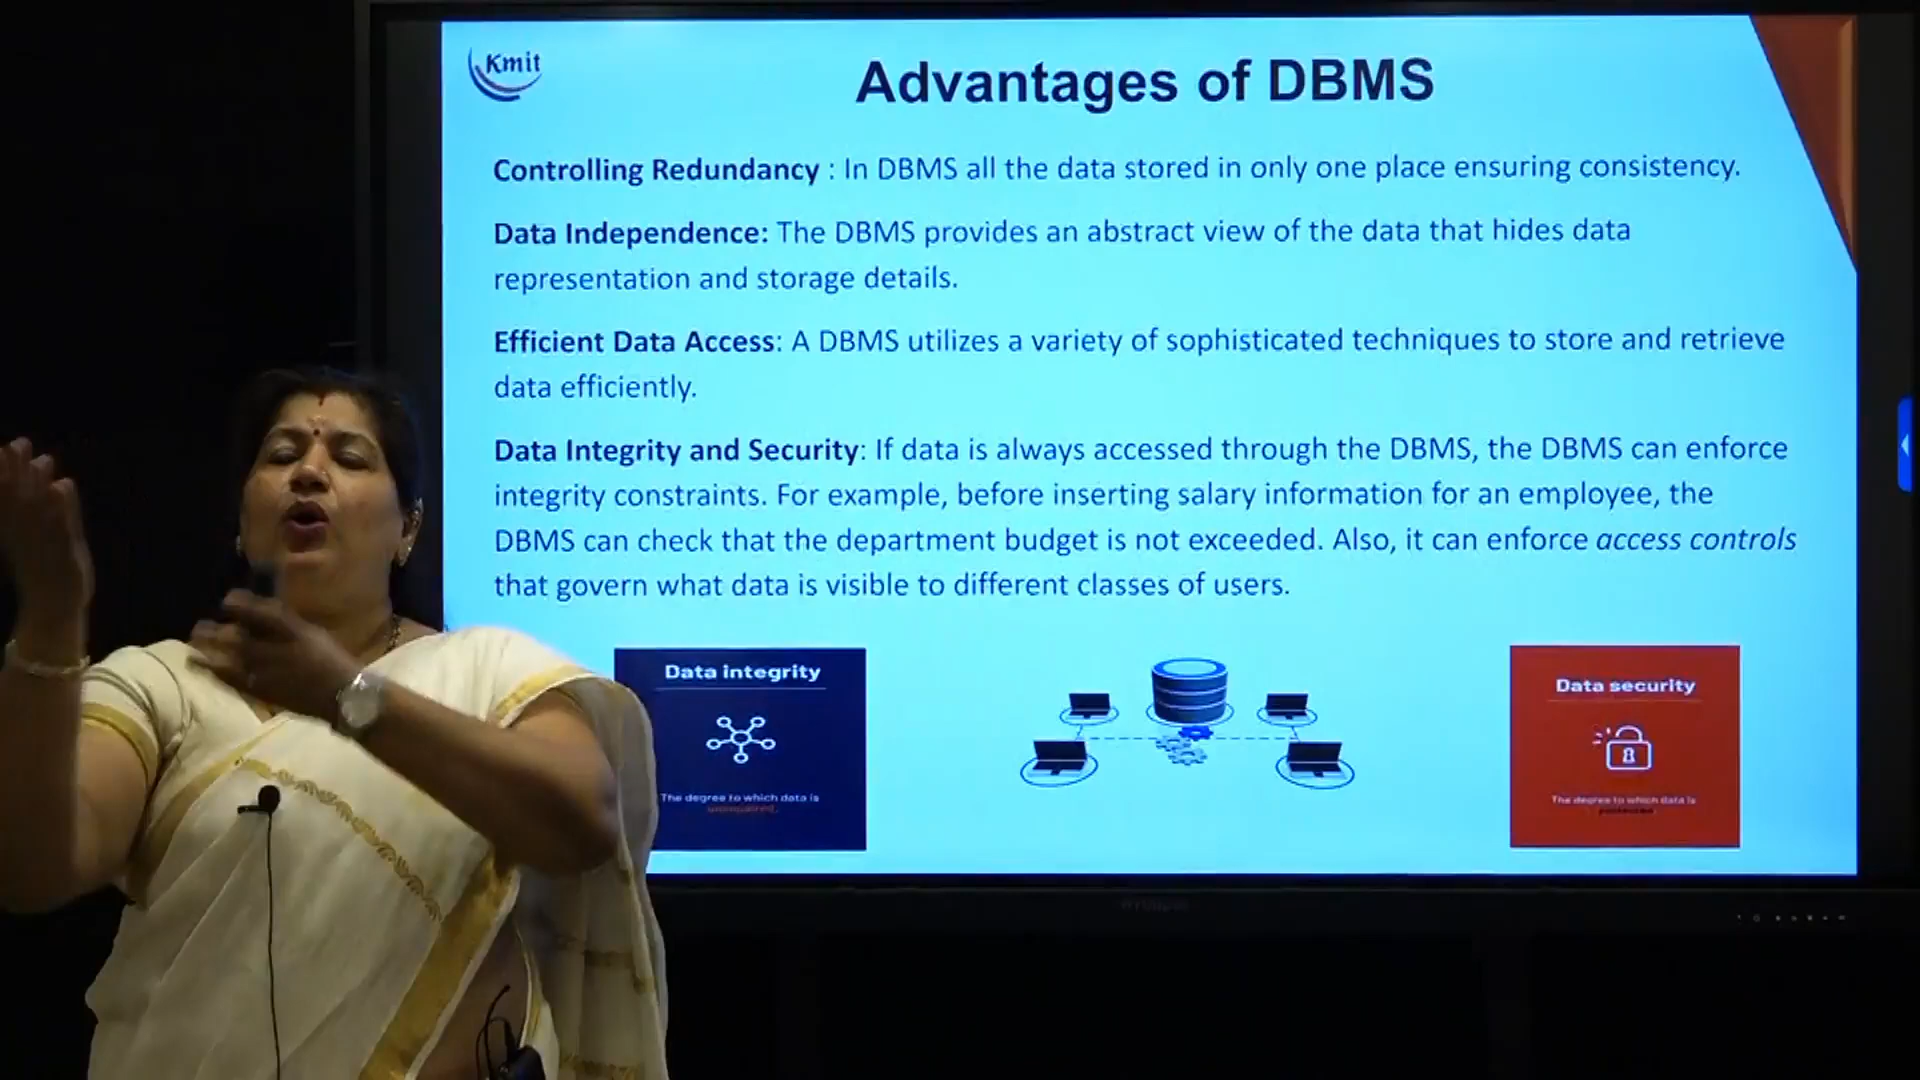 Kmit
Advantages of DBMS
Controlling Redundancy : In DBMS all the data stored in only one place ensuring consistency.
Data Independence: The DBMS provides an abstract view of the data that hides data
representation and storage details.
Efficient Data Access: A DBMS utilizes a variety of sophisticated techniques to store and retrieve
data efficiently.
Data Integrity and Security: If data is always accessed through the DBMS, the DBMS can enforce
integrity constraints. For example, before inserting salary information for an employee, the
DBMS can check that the department budget is not exceeded. Also, it can enforce access controls
that govern what data is visible to different classes of users.
Data integrity
The degree to which data is
Data security
The degree to which data is